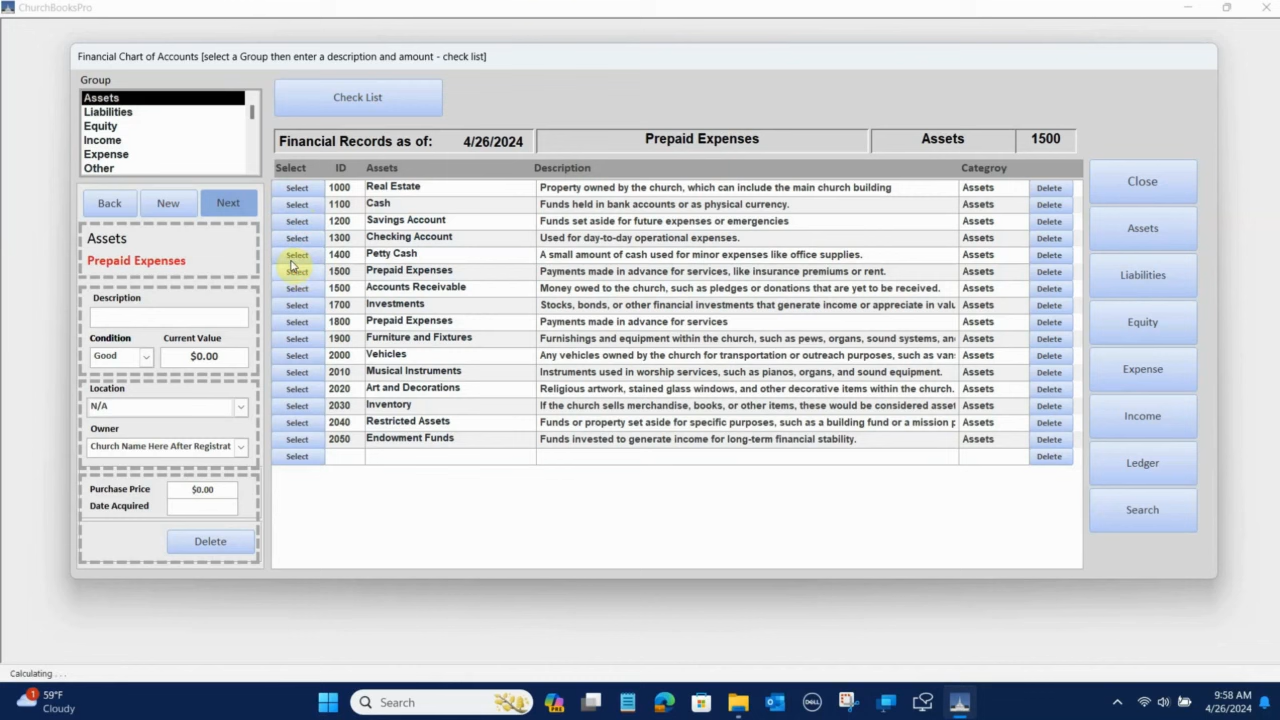 ChurchBooksPro
Financial Chart of Accounts [select a Group then enter a description and amount - check list]
Group
Assets
Liabilities
Equity
Income
Expense
Other
Check List
Financial Records as of: 4/26/2024 Prepaid Expenses Assets 1500
Select ID Assets Description Categroy
Select 1000 Real Estate Property owned by the church, which can include the main church building Assets Delete
Select 1100 Cash Funds held in bank accounts or as physical currency. Assets Delete
Select 1200 Savings Account Funds set aside for future expenses or emergencies Assets Delete
Select 1300 Checking Account Used for day-to-day operational expenses. Assets Delete
Select 1400 Petty Cash A small amount of cash used for minor expenses like office supplies. Assets Delete
Select 1500 Prepaid Expenses Payments made in advance for services, like insurance premiums or rent. Assets Delete
Select 1500 Accounts Receivable Money owed to the church, such as pledges or donations that are yet to be received. Assets Delete
Select 1700 Investments Stocks, bonds, or other financial investments that generate income or appreciate in valu Assets Delete
Select 1800 Prepaid Expenses Payments made in advance for services Assets Delete
Select 1900 Furniture and Fixtures Furnishings and equipment within the church, such as pews, organs, sound systems, an Assets Delete
Select 2000 Vehicles Any vehicles owned by the church for transportation or outreach purposes, such as van Assets Delete
Select 2010 Musical Instruments Instruments used in worship services, such as pianos, organs, and sound equipment. Assets Delete
Select 2020 Art and Decorations Religious artwork, stained glass windows, and other decorative items within the church. Assets Delete
Select 2030 Inventory If the church sells merchandise, books, or other items, these would be considered asset Assets Delete
Select 2040 Restricted Assets Funds or property set aside for specific purposes, such as a building fund or a mission p Assets Delete
Select 2050 Endowment Funds Funds invested to generate income for long-term financial stability. Assets Delete
Select Delete
Back New Next
Assets
Prepaid Expenses
Description
Condition Current Value
Good $0.00
Location
N/A
Owner
Church Name Here After Registrat
Purchase Price $0.00
Date Acquired
Delete
Close
Assets
Liabilities
Equity
Expense
Income
Ledger
Search
Calculating . . .
1
59°F
Cloudy
Search
PRE
DELL
9:58 AM
4/26/2024